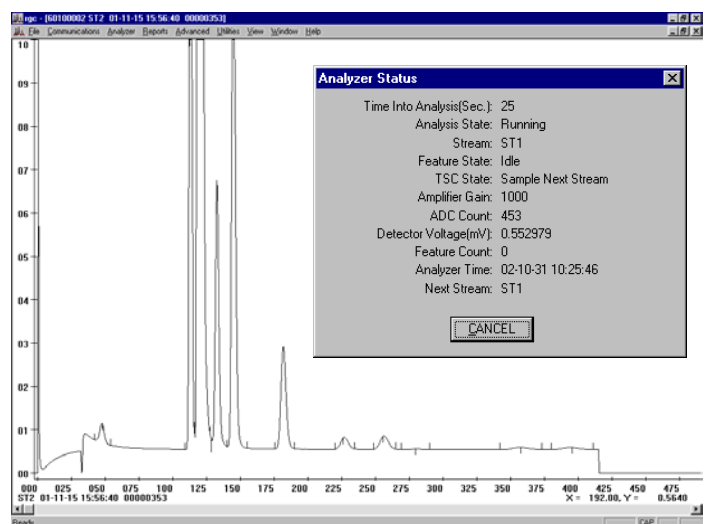 rgc - [60100002 ST2 01-11-15 15:56:40 00000353]
File Communications Analyzer Reports Advanced Utilities View Window Help
10
09
08
07
06
05
04
03
02
01
00
Analyzer Status
Time Into Analysis(Sec.): 25
Analysis State: Running
Stream: ST1
Feature State: Idle
TSC State: Sample Next Stream
Amplifier Gain: 1000
ADC Count: 453
Detector Voltage(mV): 0.552979
Feature Count: 0
Analyzer Time: 02-10-31 10:25:46
Next Stream: ST1
CANCEL
000 025 050 075 100 125 150 175 200 225 250 275 300 325 350 375 400 425 450 475
ST2 01-11-15 15:56:40 00000353 X = 192.00, Y = 0.5640
Ready CAP